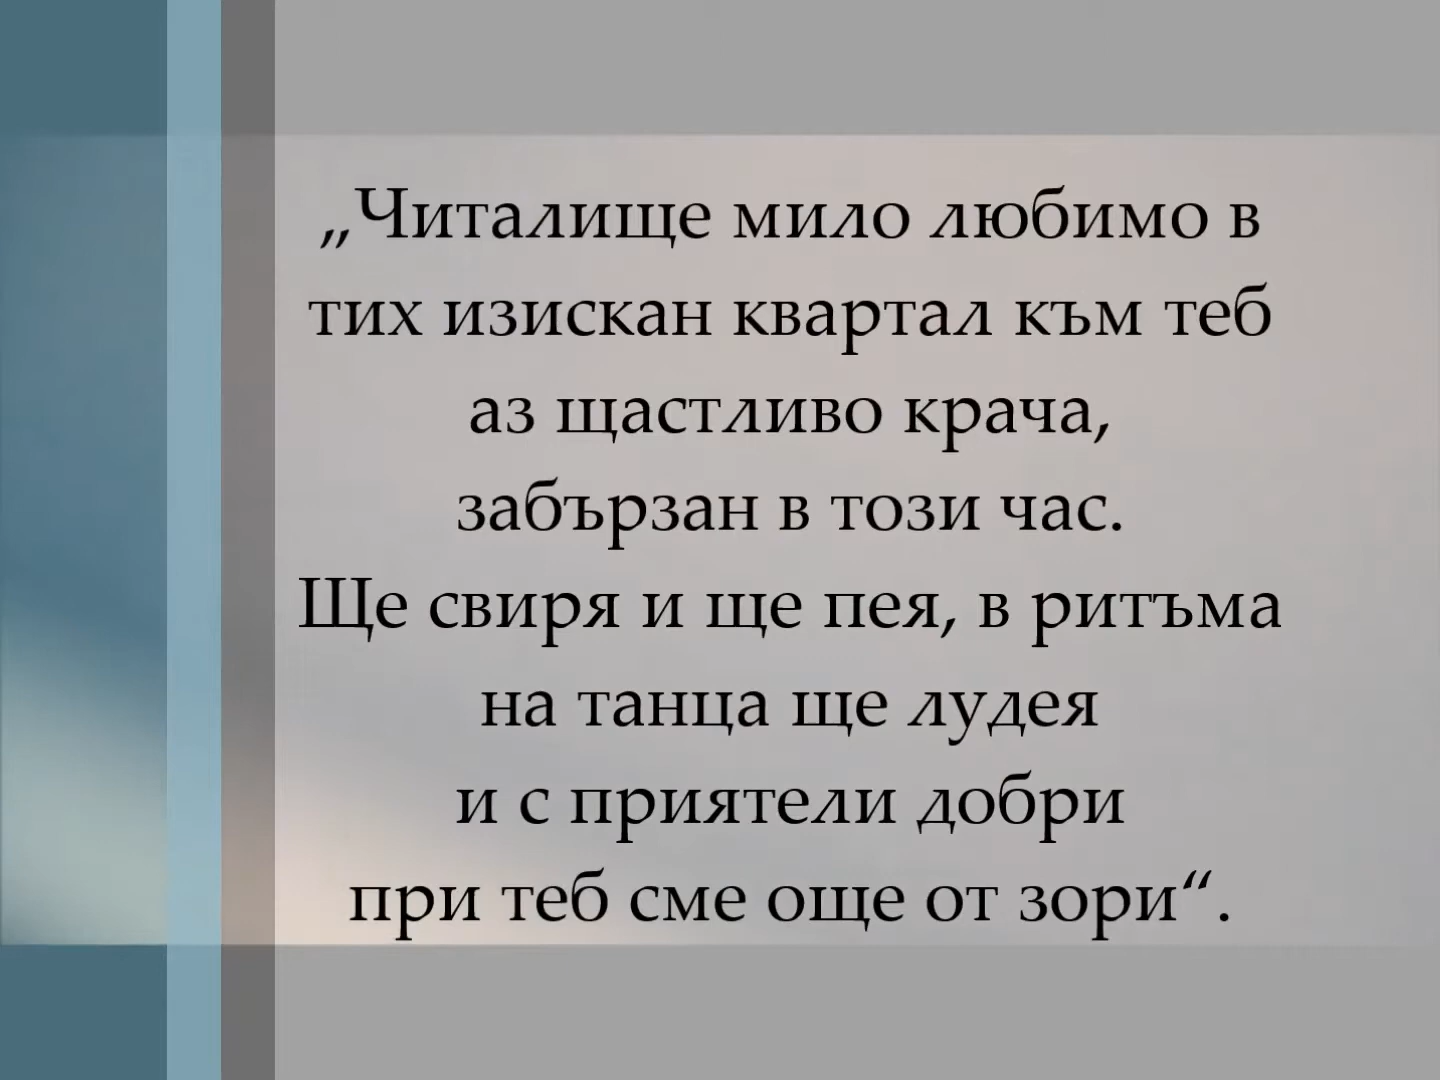 „Читалище мило любимо в
тих изискан квартал към теб
аз щастливо крача,
забързан в този час.
Ще свиря и ще пея, в ритъма
на танца ще лудея
и с приятели добри
при теб сме още от зори“.